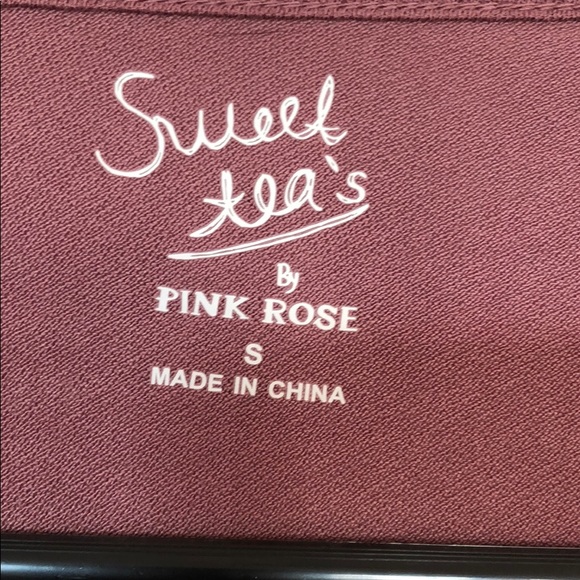 Sweet
tea's
By
PINK ROSE
S
MADE IN CHINA